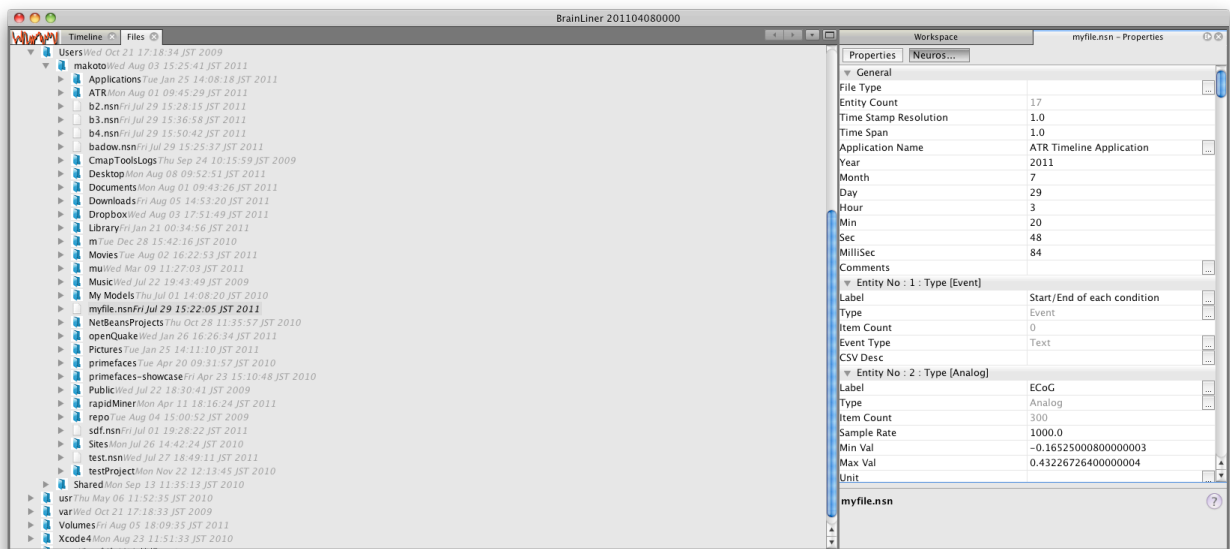 BrainLiner 201104080000
Timeline Files
Users Wed Oct 21 17:18:34 JST 2009
makoto Wed Aug 03 15:25:41 JST 2011
Applications Tue Jan 25 14:08:18 JST 2011
ATR Mon Aug 01 09:45:29 JST 2011
b2.nsn Fri Jul 29 15:28:15 JST 2011
b3.nsn Fri Jul 29 15:36:58 JST 2011
b4.nsn Fri Jul 29 15:50:42 JST 2011
badow.nsn Fri Jul 29 15:25:37 JST 2011
CmapToolsLogs Thu Sep 24 10:15:59 JST 2009
Desktop Mon Aug 08 09:52:51 JST 2011
Documents Mon Aug 01 09:43:26 JST 2011
Downloads Fri Aug 05 14:53:20 JST 2011
Dropbox Wed Aug 03 17:51:49 JST 2011
Library Fri Jan 21 00:34:56 JST 2011
m Tue Dec 28 15:42:16 JST 2010
Movies Tue Aug 02 16:22:53 JST 2011
mu Wed Mar 09 11:27:03 JST 2011
Music Wed Jul 22 19:43:49 JST 2009
My Models Thu Jul 01 14:08:20 JST 2010
myfile.nsn Fri Jul 29 15:22:05 JST 2011
NetBeansProjects Thu Oct 28 11:35:57 JST 2010
openQuake Wed Jan 26 16:26:34 JST 2011
Pictures Tue Jan 25 14:11:10 JST 2011
primefaces Tue Apr 20 09:31:57 JST 2010
primefaces-showcase Fri Apr 23 15:10:48 JST 2010
Public Wed Jul 22 18:30:41 JST 2009
rapidMiner Mon Apr 11 18:16:24 JST 2011
repo Tue Aug 04 15:00:52 JST 2009
sdf.nsn Fri Jul 01 19:28:22 JST 2011
Sites Mon Jul 26 14:42:24 JST 2010
test.nsn Wed Jul 27 18:49:11 JST 2011
testProject Mon Nov 22 12:13:45 JST 2010
Shared Mon Sep 13 11:35:13 JST 2010
usr Thu May 06 11:52:35 JST 2010
var Wed Oct 21 17:18:33 JST 2009
Volumes Fri Aug 05 18:09:35 JST 2011
Xcode4 Mon Aug 23 11:51:33 JST 2010
Workspace myfile.nsn - Properties
Properties Neuros...
General
File Type ...
Entity Count 17
Time Stamp Resolution 1.0
Time Span 1.0
Application Name ATR Timeline Application ...
Year 2011
Month 7
Day 29
Hour 3
Min 20
Sec 48
MilliSec 84
Comments ...
Entity No : 1 : Type [Event]
Label Start/End of each condition ...
Type Event ...
Item Count 0
Event Type Text ...
CSV Desc ...
Entity No : 2 : Type [Analog]
Label ECoG ...
Type Analog ...
Item Count 300
Sample Rate 1000.0
Min Val -0.16525000800000003
Max Val 0.43226726400000004
Unit ...
myfile.nsn ?